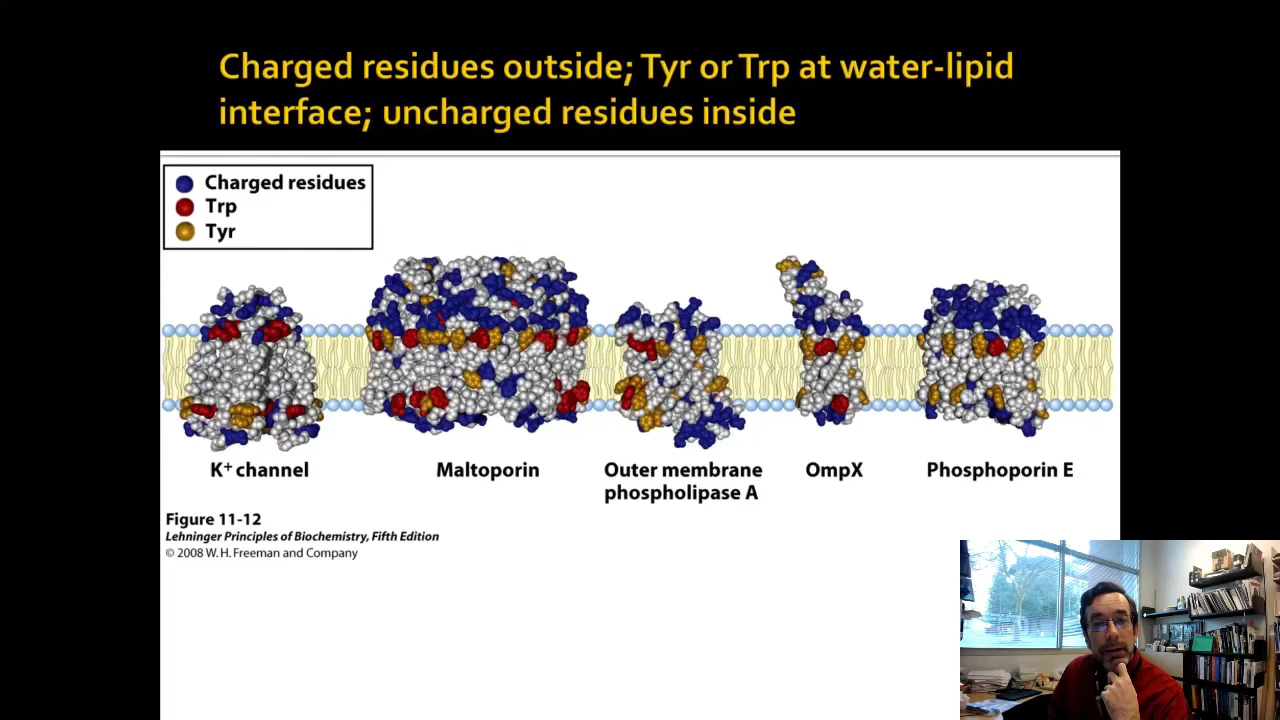 Charged residues outside; Tyr or Trp at water-lipid
interface; uncharged residues inside
Charged residues
Trp
Tyr
K⁺ channel
Maltoporin
Outer membrane
phospholipase A
OmpX
Phosphoporin E
Figure 11-12
Lehninger Principles of Biochemistry, Fifth Edition
© 2008 W. H. Freeman and Company